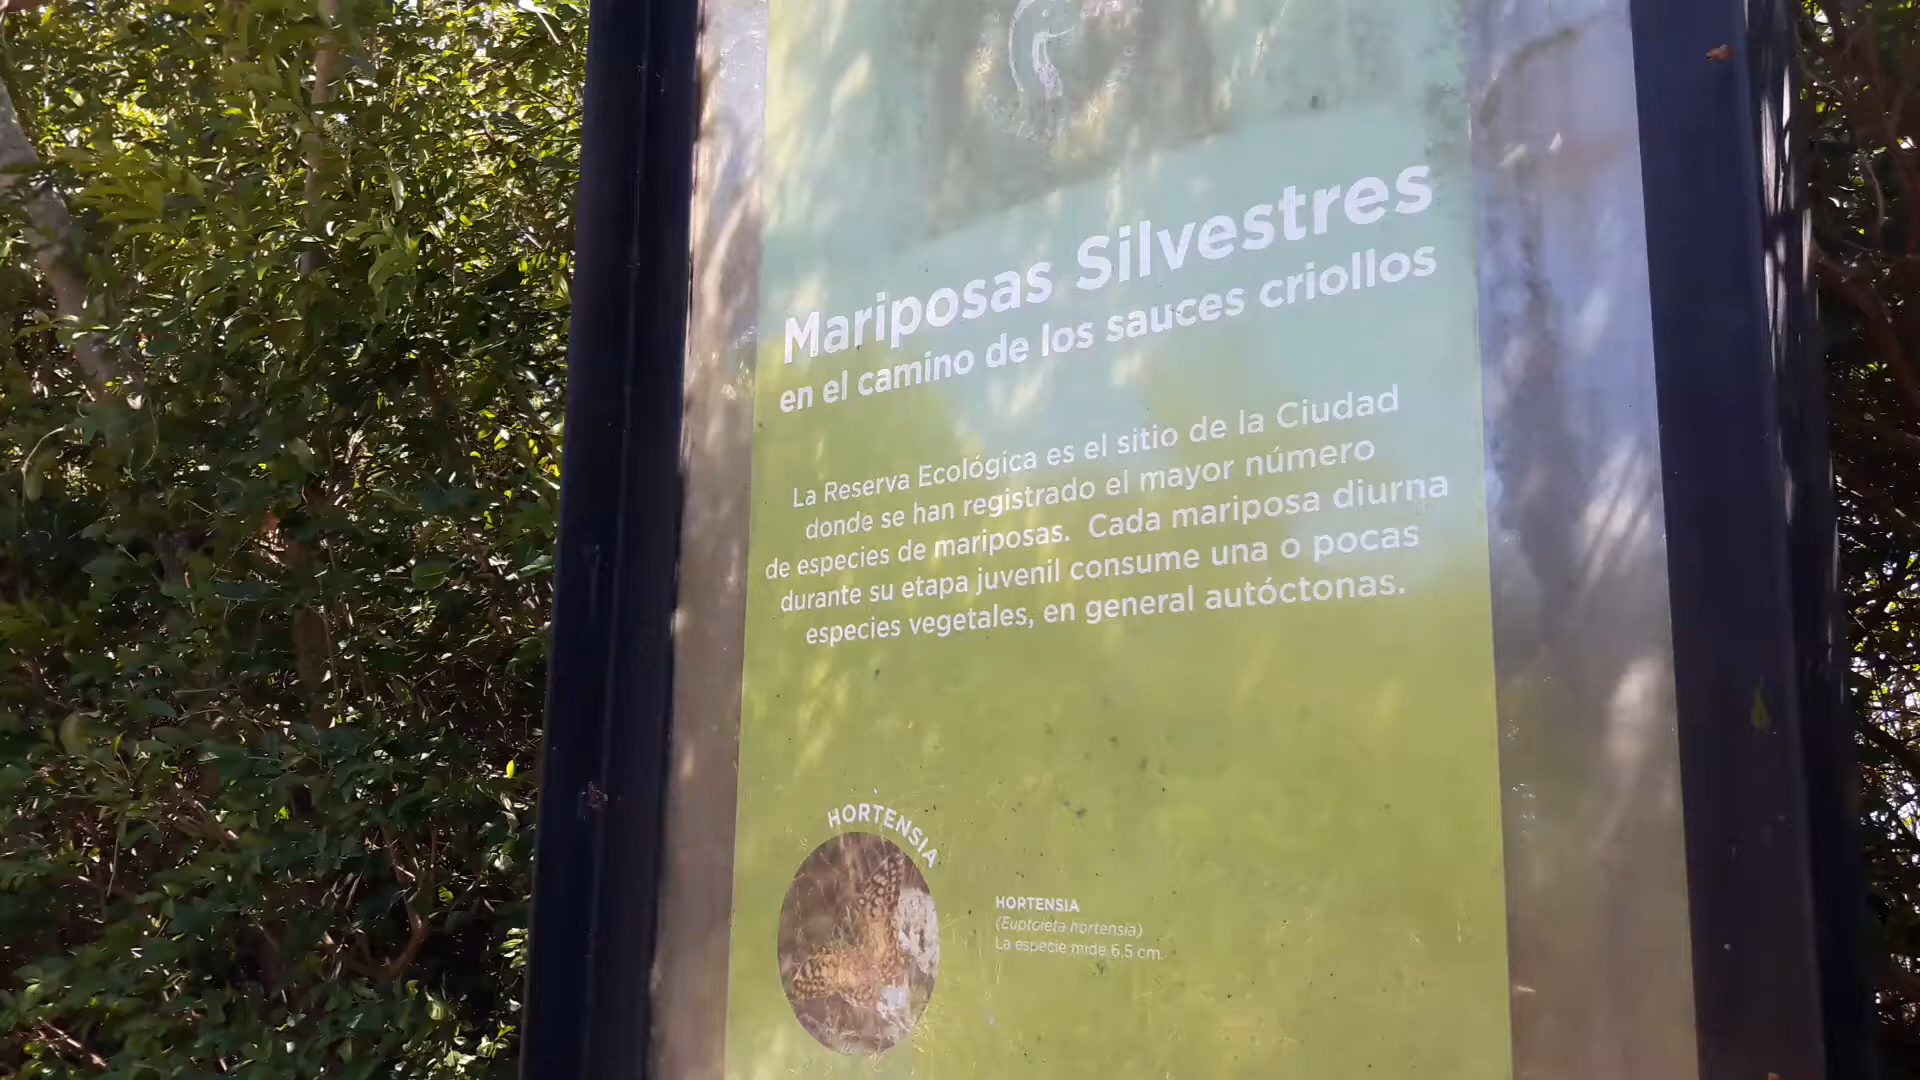 Mariposas Silvestres
en el camino de los sauces criollos
La Reserva Ecológica es el sitio de la Ciudad
donde se han registrado el mayor número
de especies de mariposas. Cada mariposa diurna
durante su etapa juvenil consume una o pocas
especies vegetales, en general autóctonas.
HORTENSIA
HORTENSIA
(Euptoieta hortensia)
La especie mide 6,5 cm.